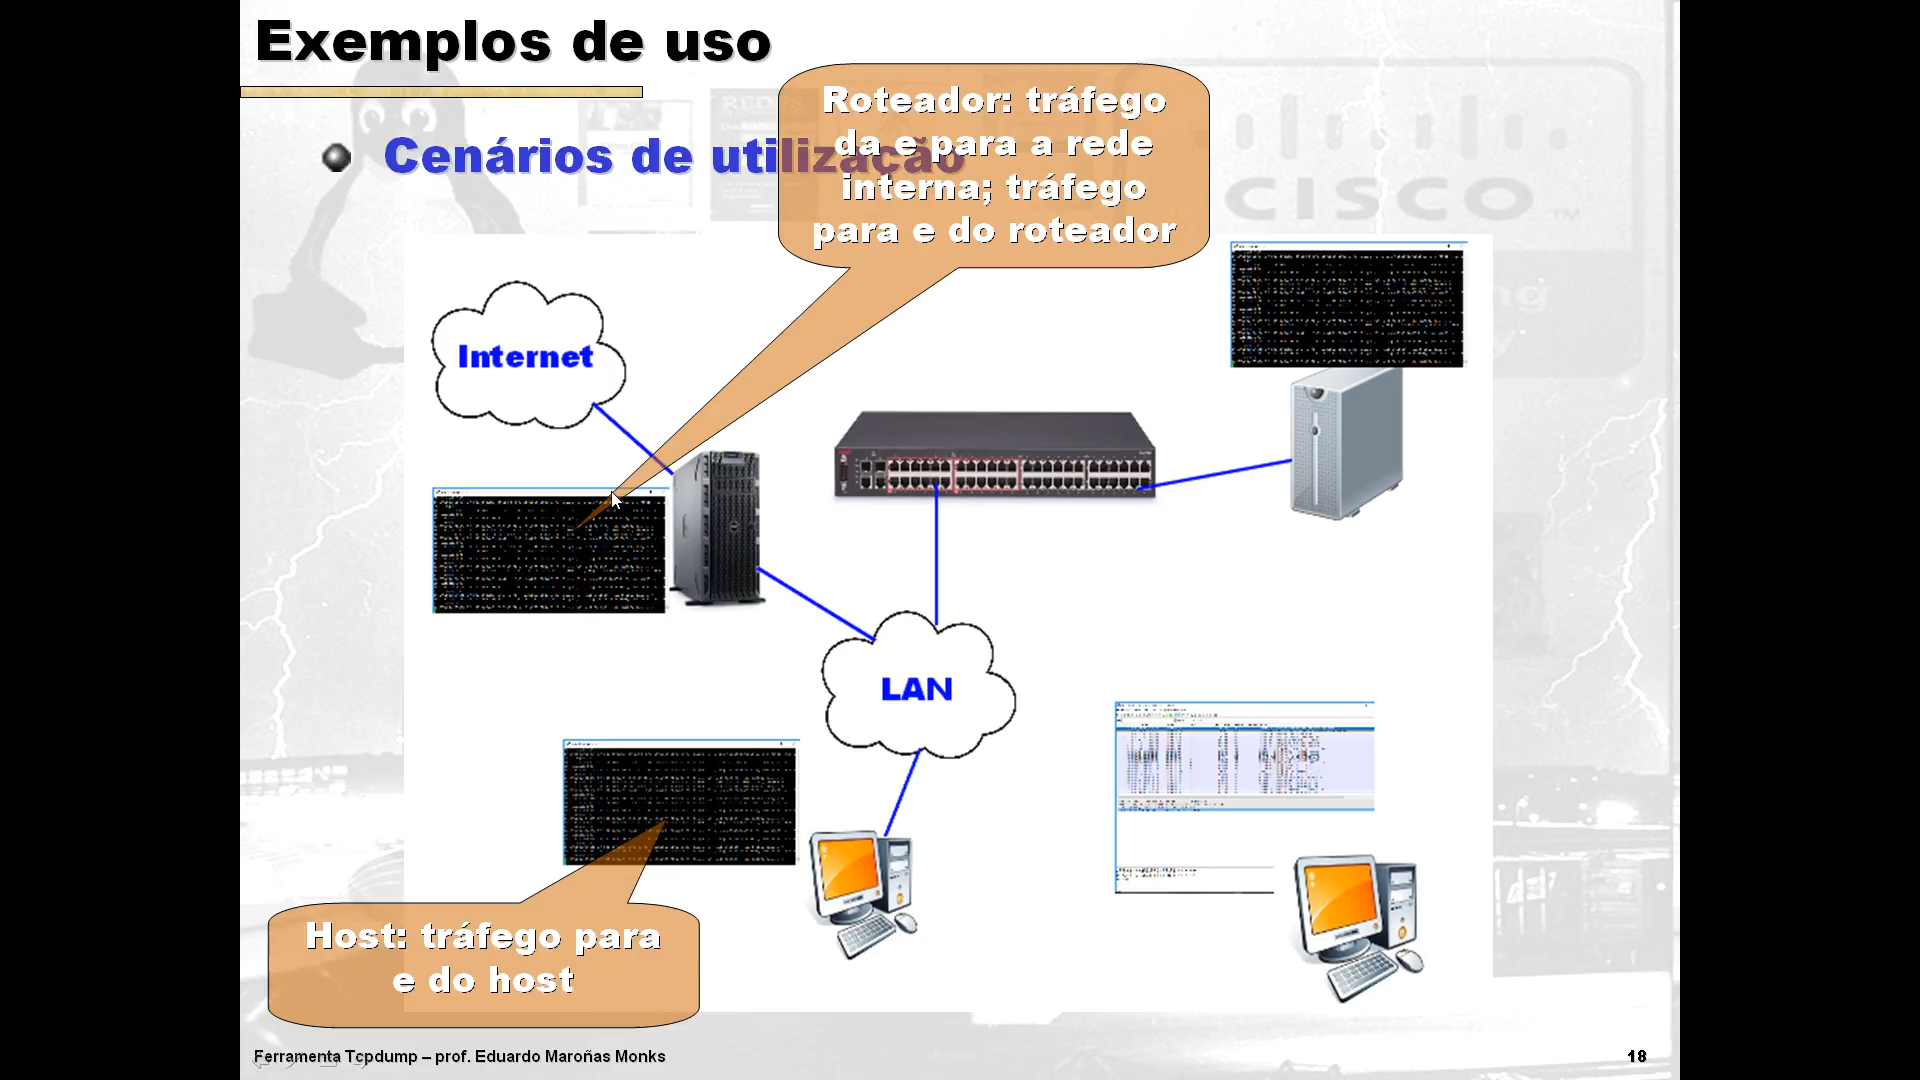 Exemplos de uso
Cenários de utilização
Roteador: tráfego
da e para a rede
interna; tráfego
para e do roteador
CISCO
TM
Internet
LAN
Host: tráfego para
e do host
Ferramenta Tcpdump – prof. Eduardo Maroñas Monks
18